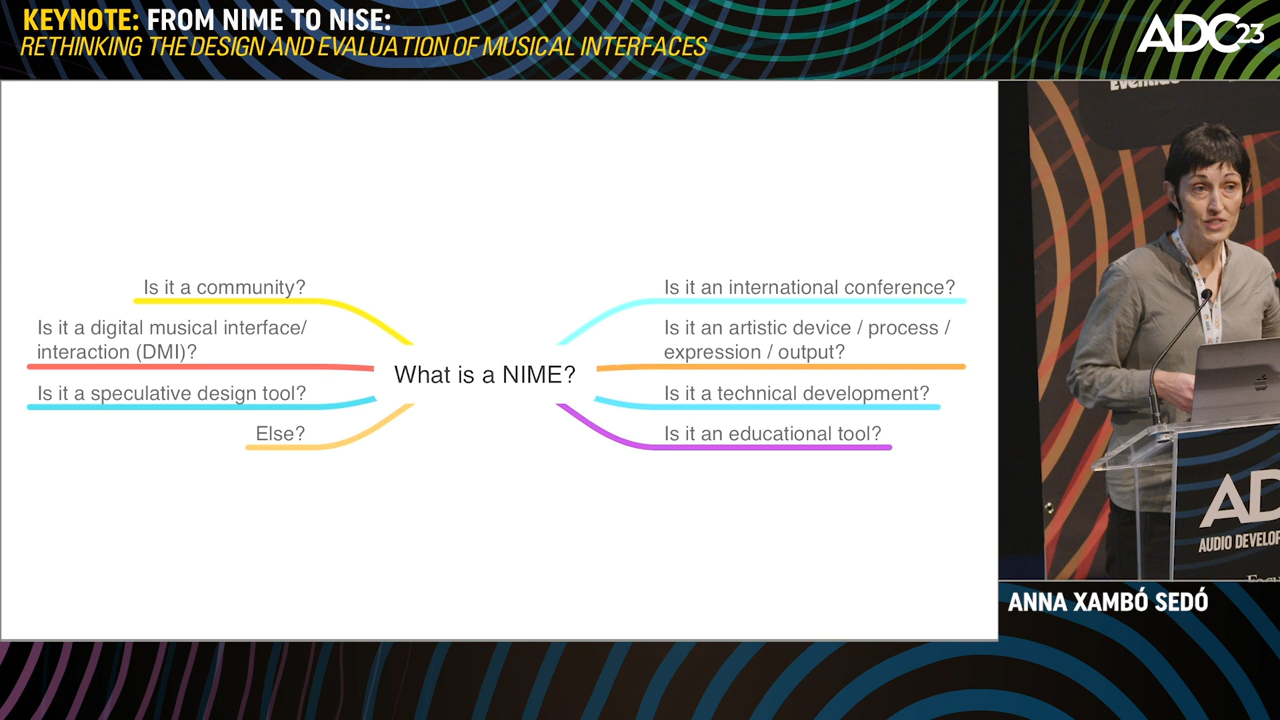 KEYNOTE: FROM NIME TO NISE:
RETHINKING THE DESIGN AND EVALUATION OF MUSICAL INTERFACES
ADC23
Eventide
Is it a community?
Is it a digital musical interface/
interaction (DMI)?
Is it a speculative design tool?
Else?
What is a NIME?
Is it an international conference?
Is it an artistic device / process /
expression / output?
Is it a technical development?
Is it an educational tool?
AD
AUDIO DEVELOP
ANNA XAMBÓ SEDÓ